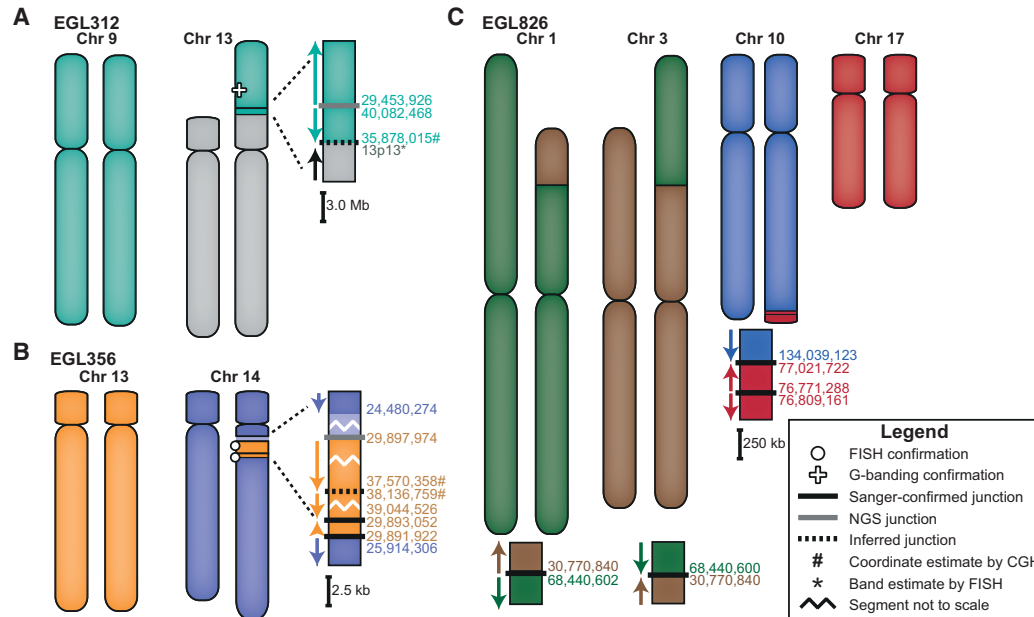 A
EGL312
Chr 9
Chr 13
29,453,926
40,082,468
35,878,015#
13p13*
3.0 Mb
B
EGL356
Chr 13
Chr 14
24,480,274
29,897,974
37,570,358#
38,136,759#
39,044,526
29,893,052
29,891,922
25,914,306
2.5 kb
C
EGL826
Chr 1
Chr 3
Chr 10
Chr 17
134,039,123
77,021,722
76,771,288
76,809,161
250 kb
30,770,840
68,440,602
68,440,600
30,770,840
Legend
FISH confirmation
G-banding confirmation
Sanger-confirmed junction
NGS junction
Inferred junction
# Coordinate estimate by CGH
* Band estimate by FISH
Segment not to scale